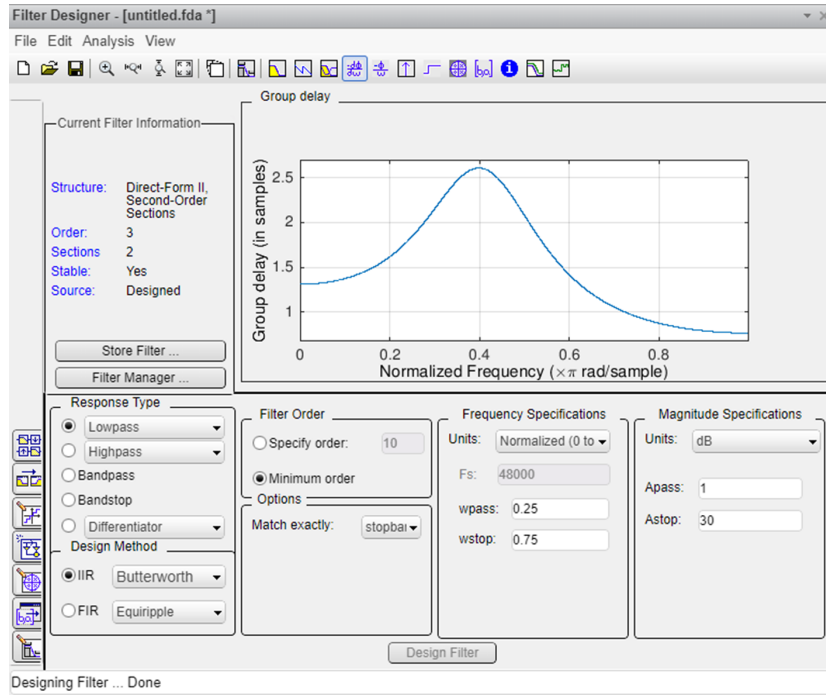 Filter Designer - [untitled.fda *]
File Edit Analysis View
Group delay
Current Filter Information
Structure: Direct-Form II,
Second-Order
Sections
Order: 3
Sections 2
Stable: Yes
Source: Designed
Store Filter ...
Filter Manager ...
Group delay (in samples)
2.5
2
1.5
1
0 0.2 0.4 0.6 0.8
Normalized Frequency (×π rad/sample)
Response Type
Lowpass
Highpass
Bandpass
Bandstop
Differentiator
Design Method
IIR Butterworth
FIR Equiripple
Filter Order
Specify order: 10
Minimum order
Options
Match exactly: stopbar
Frequency Specifications
Units: Normalized (0 to
Fs: 48000
wpass: 0.25
wstop: 0.75
Magnitude Specifications
Units: dB
Apass: 1
Astop: 30
Design Filter
Designing Filter ... Done